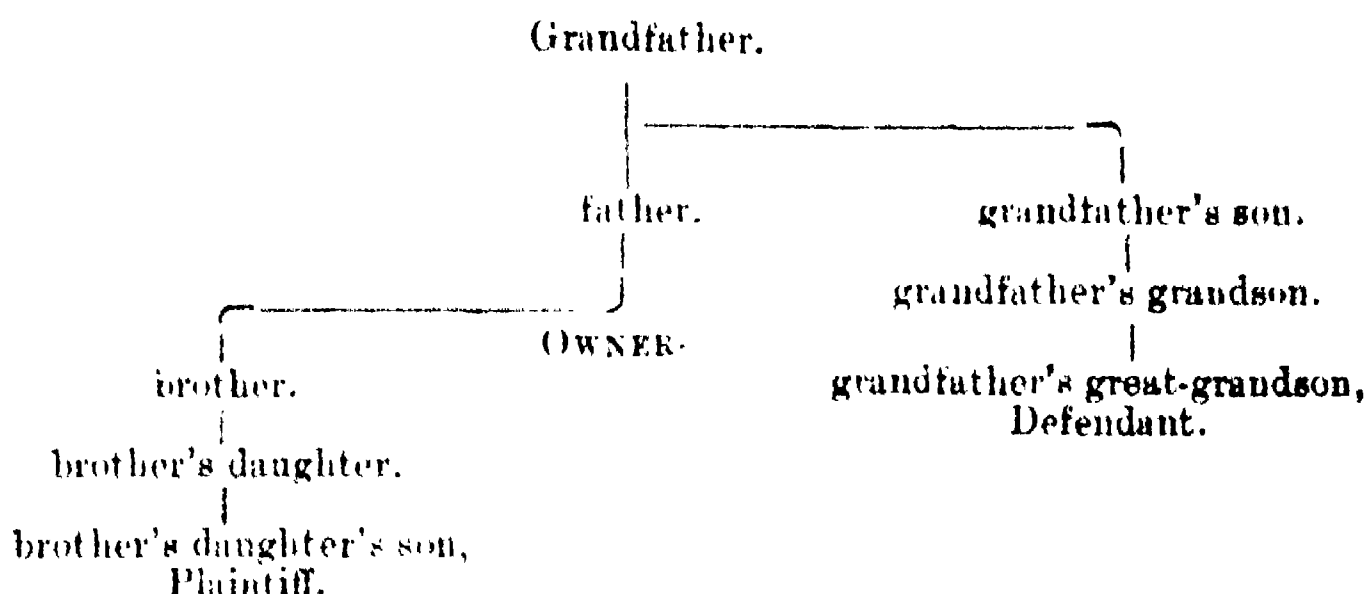 Grandfather.
father.
grandfather's son.
grandfather's grandson.
OWNER.
brother.
grandfather's great-grandson,
Defendant.
brother's daughter.
brother's daughter's son,
Plaintiff.